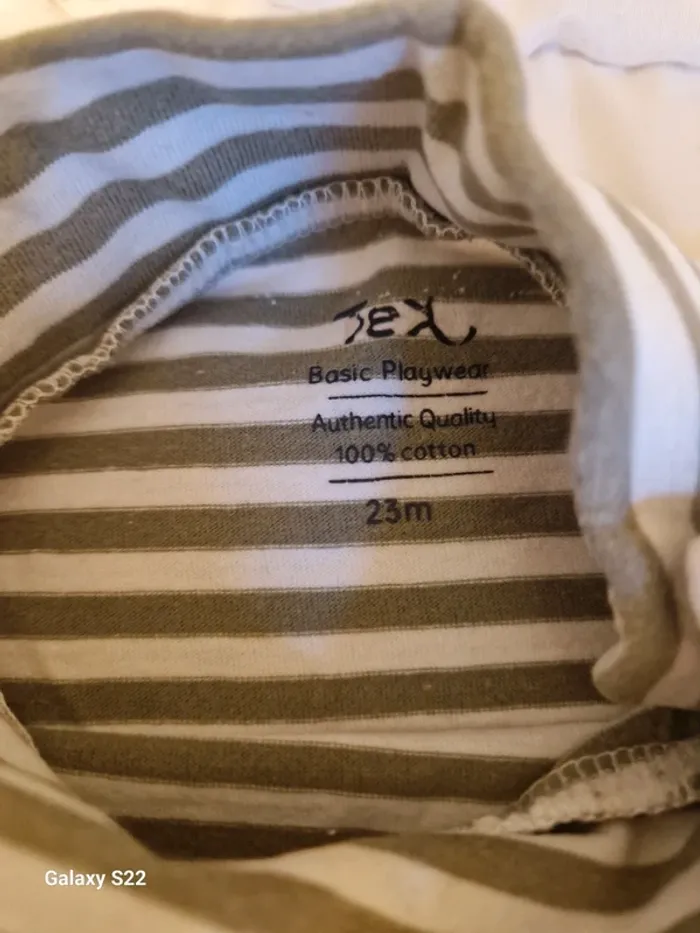 TEX
Basic Playwear
Authentic Quality
100% cotton
23m
Galaxy S22